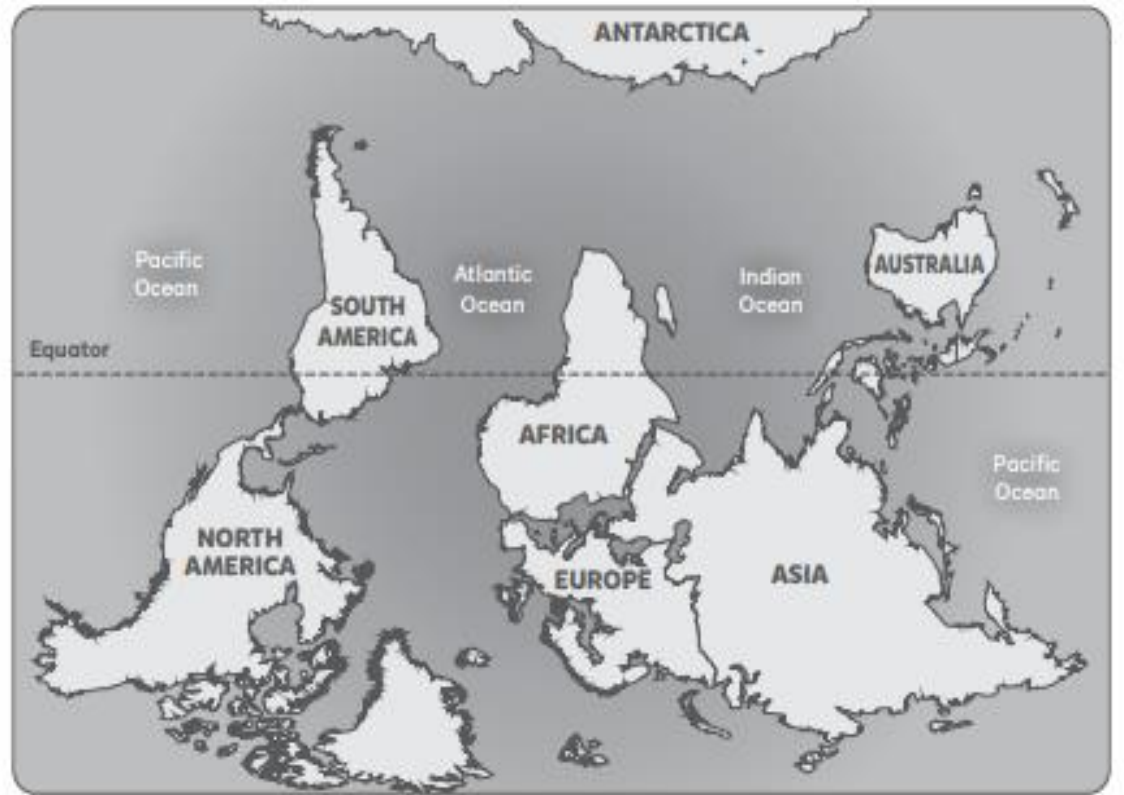 ANTARCTICA
Pacific
Ocean
Atlantic
Ocean
Indian
Ocean
AUSTRALIA
SOUTH
AMERICA
Equator
AFRICA
Pacific
Ocean
NORTH
AMERICA
EUROPE
ASIA